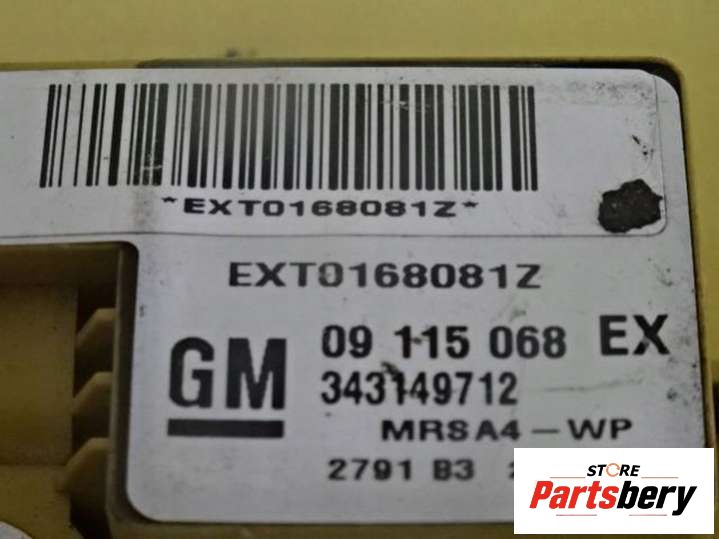 *EXT0168081Z*
EXT0168081Z
GM 09 115 068 EX
343149712
MRSA4-WP
2791 B3
STORE
Partsbery